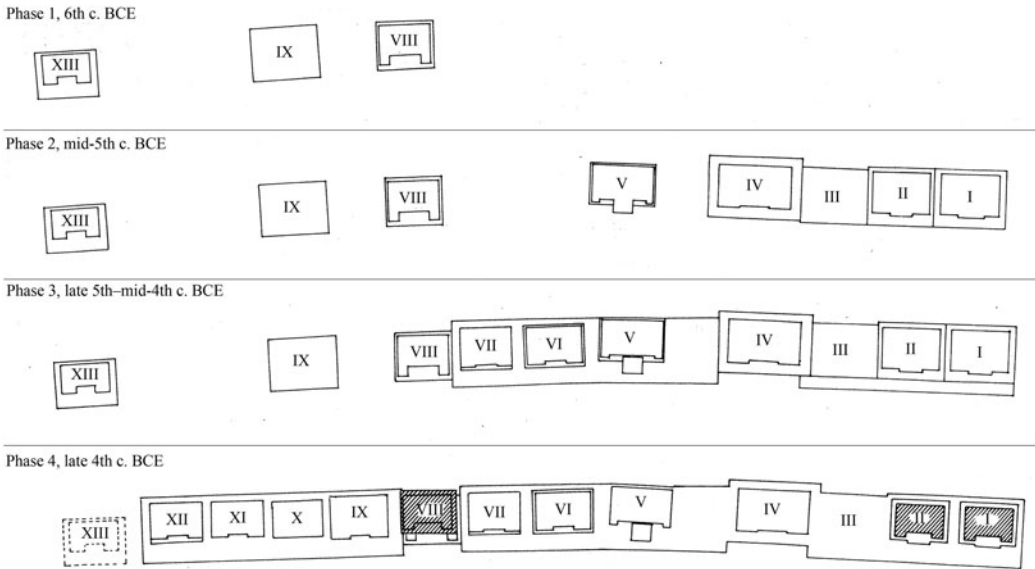 Phase 1, 6th c. BCE
XIII IX VIII
Phase 2, mid-5th c. BCE
XIII IX VIII V IV III II I
Phase 3, late 5th–mid-4th c. BCE
XIII IX VIII VII VI V IV III II I
Phase 4, late 4th c. BCE
XIII XII XI X IX VIII VII VI V IV III II I